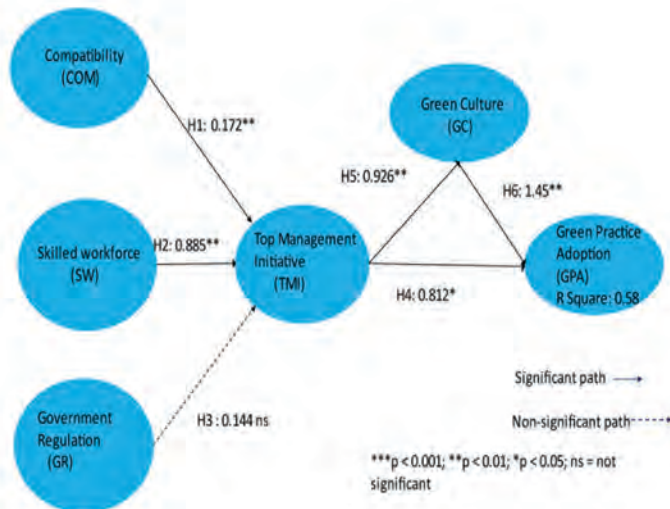 Compatibility
(COM)
Green Culture
(GC)
H1: 0.172**
H5: 0.926**
H6: 1.45**
Skilled workforce
(SW)
H2: 0.885**
Top Management
Initiative
(TMI)
Green Practice
Adoption
(GPA)
R Square: 0.58
H4: 0.812*
Government
Regulation
(GR)
H3 : 0.144 ns
Significant path
Non-significant path
***p < 0.001; **p < 0.01; *p < 0.05; ns = not
significant